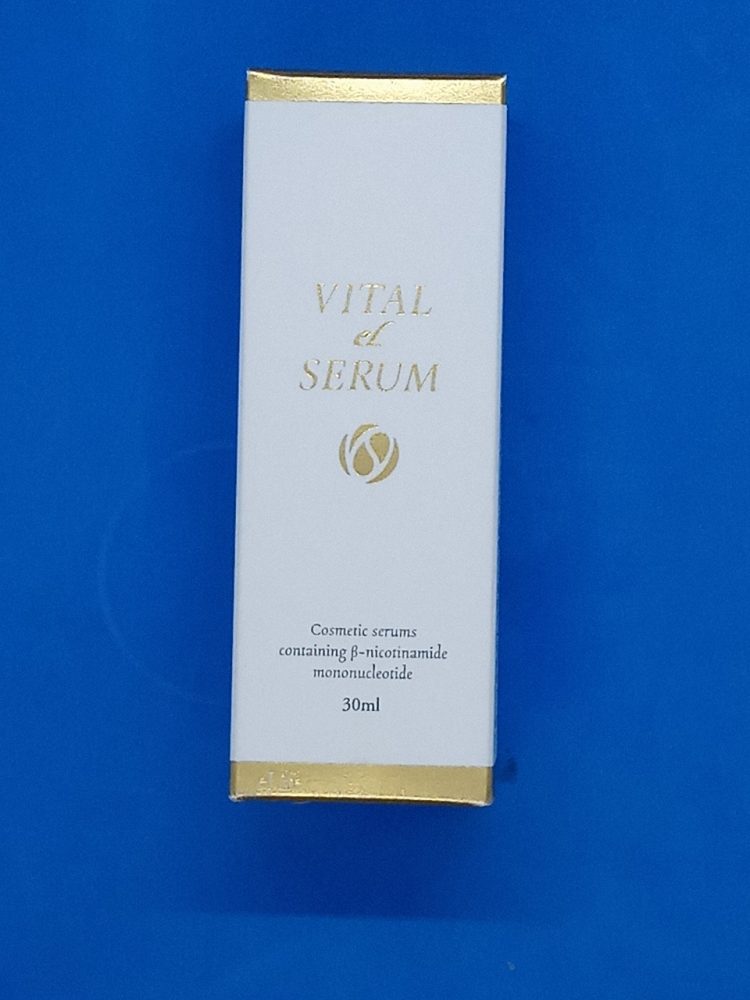 VITAL
el
SERUM
Cosmetic serums
containing β-nicotinamide
mononucleotide
30ml